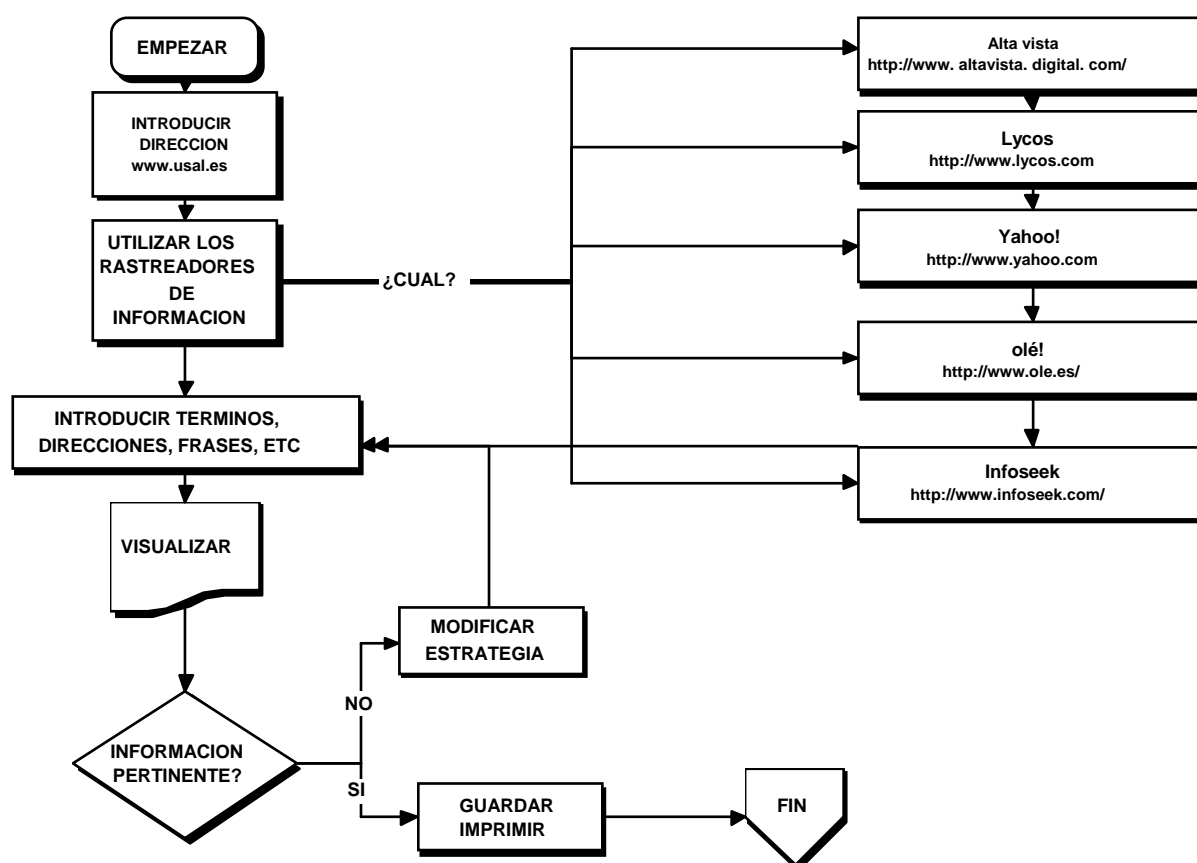 EMPEZAR
INTRODUCIR
DIRECCION
www.usal.es
UTILIZAR LOS
RASTREADORES
DE
INFORMACION
¿CUAL?
Alta vista
http://www. altavista. digital. com/
Lycos
http://www.lycos.com
Yahoo!
http://www.yahoo.com
olé!
http://www.ole.es/
Infoseek
http://www.infoseek.com/
INTRODUCIR TERMINOS,
DIRECCIONES, FRASES, ETC
VISUALIZAR
MODIFICAR
ESTRATEGIA
NO
INFORMACION
PERTINENTE?
SI
GUARDAR
IMPRIMIR
FIN